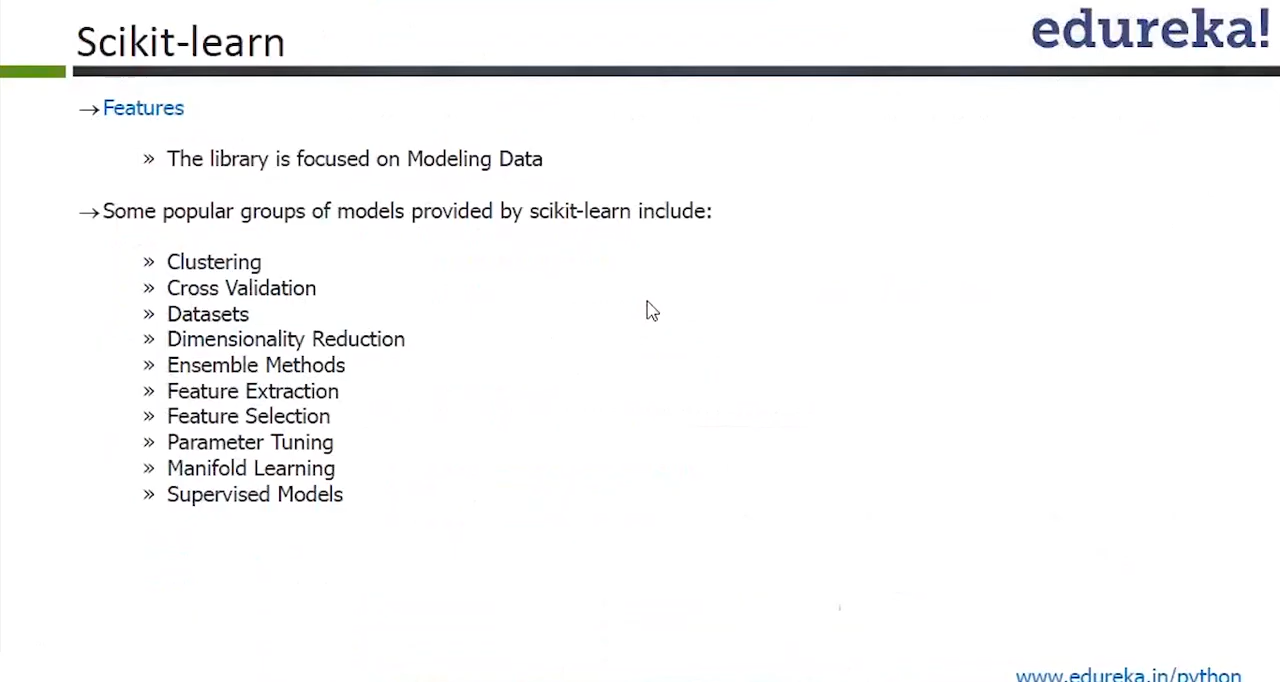 Scikit-learn
edureka!
→Features
» The library is focused on Modeling Data
→Some popular groups of models provided by scikit-learn include:
» Clustering
» Cross Validation
» Datasets
» Dimensionality Reduction
» Ensemble Methods
» Feature Extraction
» Feature Selection
» Parameter Tuning
» Manifold Learning
» Supervised Models
www.edureka.in/python